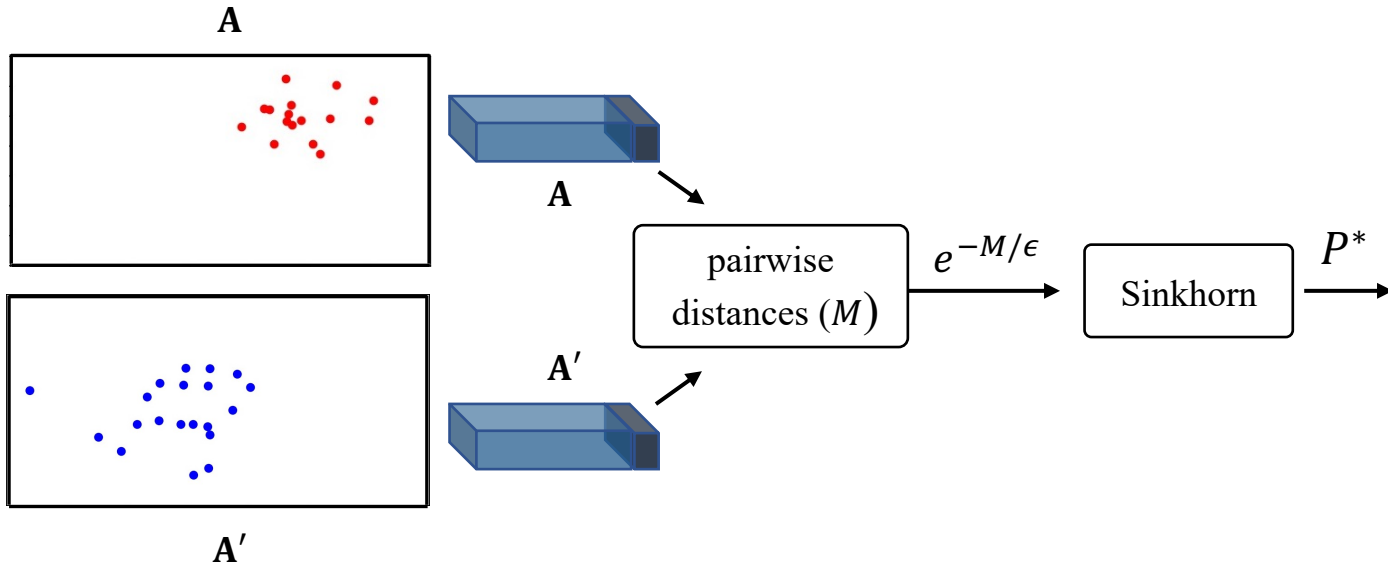 𝐀
𝐀
pairwise
distances (𝑀)
𝑒^{−𝑀/𝜖}
Sinkhorn
𝑃*
𝐀′
𝐀′